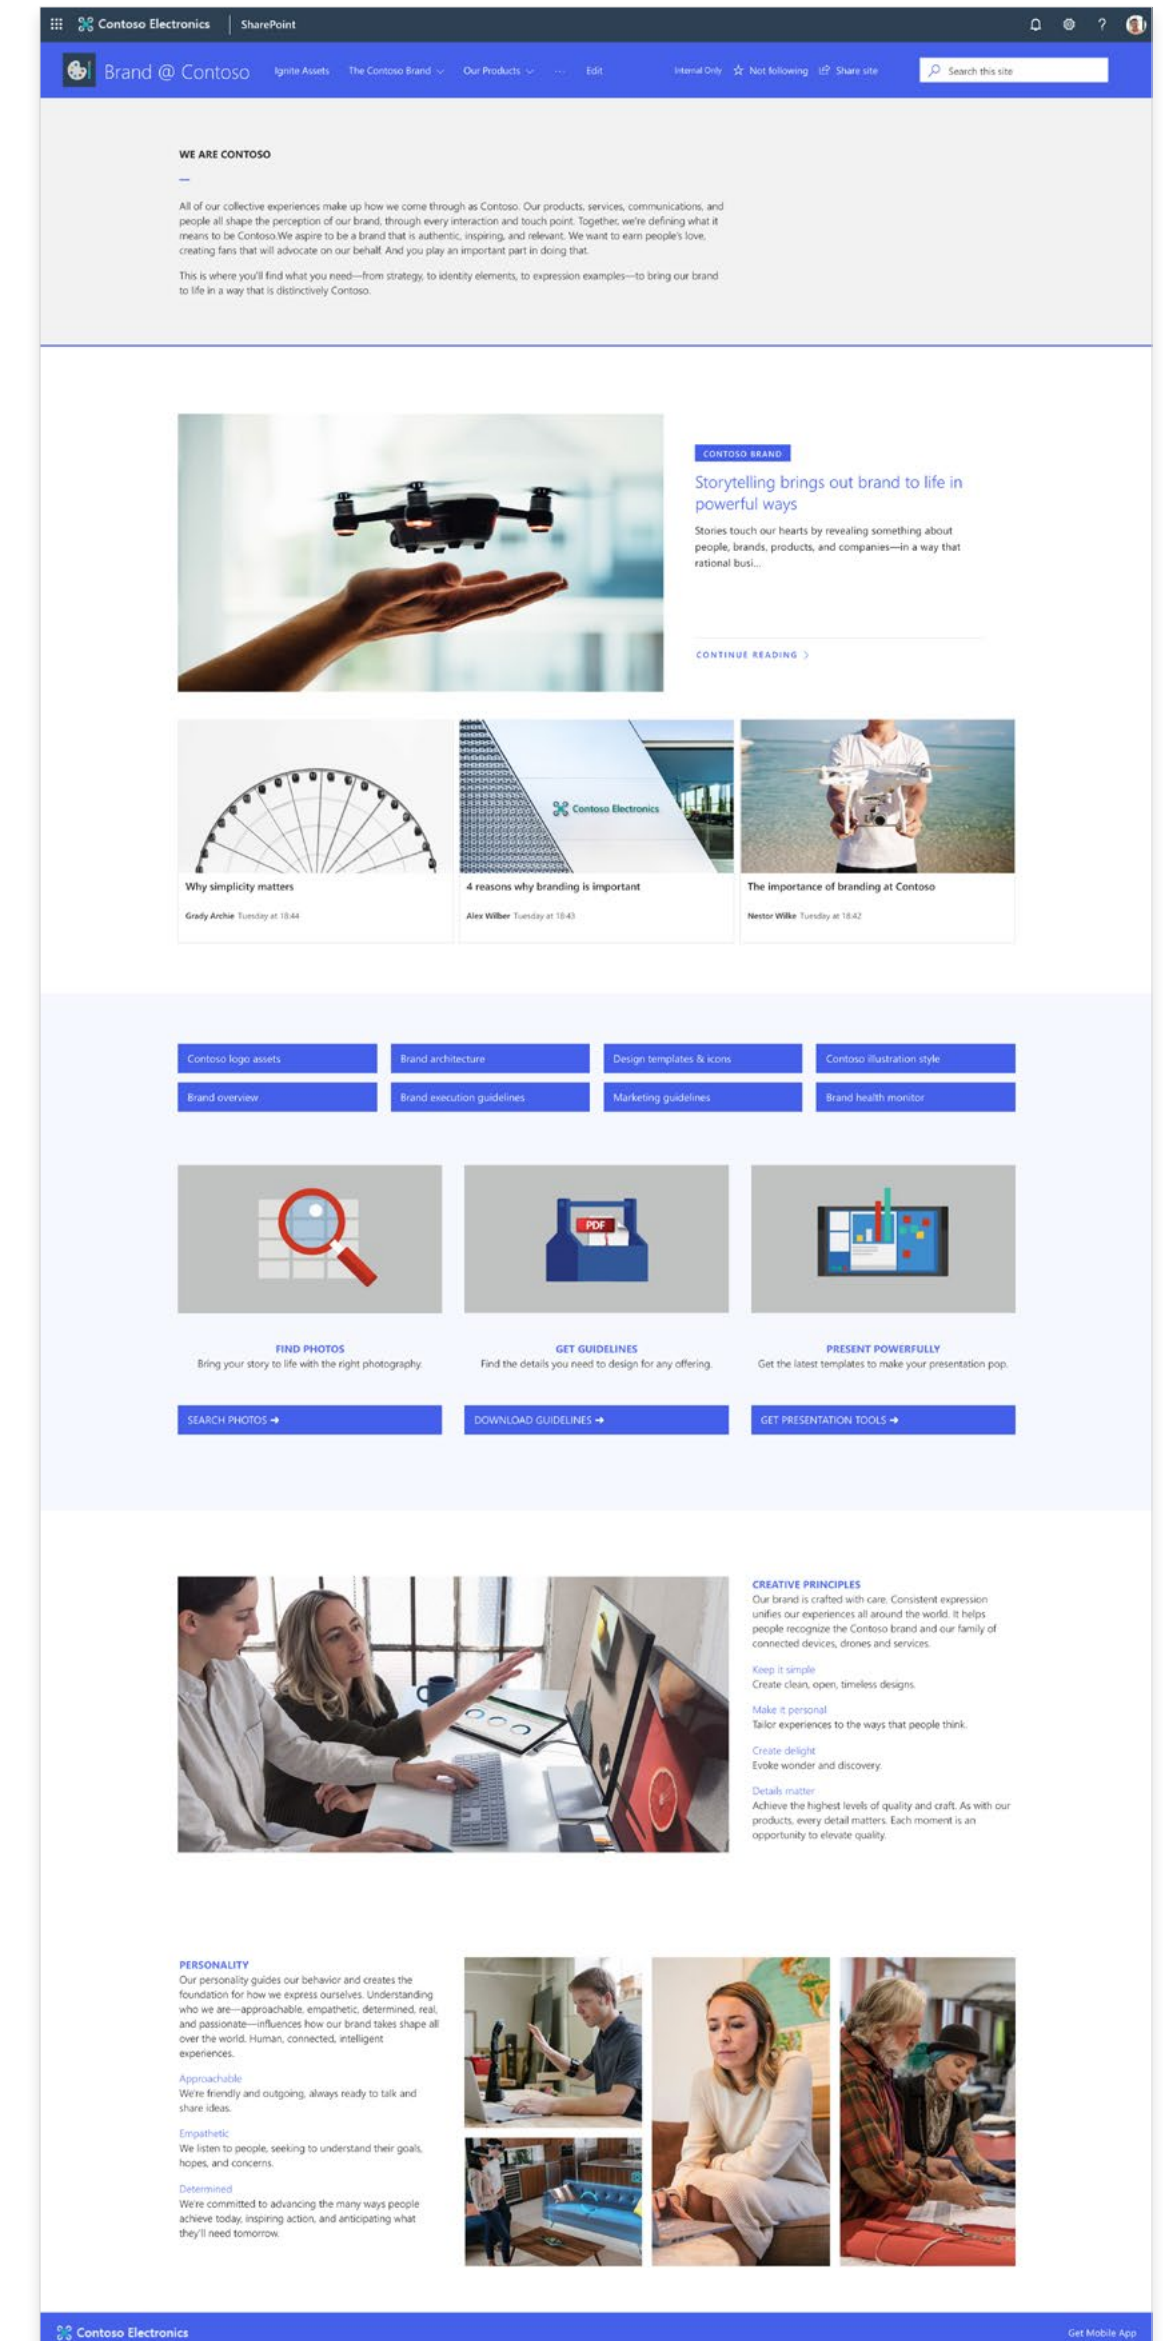 Contoso Electronics
SharePoint
Brand @ Contoso
Ignite Assets
The Contoso Brand
Our Products
...
Edit
Internal Only
Not following
Share site
Search this site
WE ARE CONTOSO
All of our collective experiences make up how we come through as Contoso. Our products, services, communications, and
people all shape the perception of our brand, through every interaction and touch point. Together, we're defining what it
means to be Contoso.We aspire to be a brand that is authentic, inspiring, and relevant. We want to earn people's love,
creating fans that will advocate on our behalf. And you play an important part in doing that.
This is where you'll find what you need—from strategy, to identity elements, to expression examples—to bring our brand
to life in a way that is distinctively Contoso.
CONTOSO BRAND
Storytelling brings out brand to life in
powerful ways
Stories touch our hearts by revealing something about
people, brands, products, and companies—in a way that
rational busi...
CONTINUE READING
Contoso Electronics
Why simplicity matters
Grady Archie Tuesday at 18:44
4 reasons why branding is important
Alex Wilber Tuesday at 18:43
The importance of branding at Contoso
Nestor Wilke Tuesday at 18:42
Contoso logo assets
Brand architecture
Design templates & icons
Contoso illustration style
Brand overview
Brand execution guidelines
Marketing guidelines
Brand health monitor
PDF
FIND PHOTOS
Bring your story to life with the right photography.
GET GUIDELINES
Find the details you need to design for any offering.
PRESENT POWERFULLY
Get the latest templates to make your presentation pop.
SEARCH PHOTOS ➔
DOWNLOAD GUIDELINES ➔
GET PRESENTATION TOOLS ➔
CREATIVE PRINCIPLES
Our brand is crafted with care. Consistent expression
unifies our experiences all around the world. It helps
people recognize the Contoso brand and our family of
connected devices, drones and services.
Keep it simple
Create clean, open, timeless designs.
Make it personal
Tailor experiences to the ways that people think.
Create delight
Evoke wonder and discovery.
Details matter
Achieve the highest levels of quality and craft. As with our
products, every detail matters. Each moment is an
opportunity to elevate quality.
PERSONALITY
Our personality guides our behavior and creates the
foundation for how we express ourselves. Understanding
who we are—approachable, empathetic, determined, real,
and passionate—influences how our brand takes shape all
over the world. Human, connected, intelligent
experiences.
Approachable
We're friendly and outgoing, always ready to talk and
share ideas.
Empathetic
We listen to people, seeking to understand their goals,
hopes, and concerns.
Determined
We're committed to advancing the many ways people
achieve today, inspiring action, and anticipating what
they'll need tomorrow.
Contoso Electronics
Get Mobile App